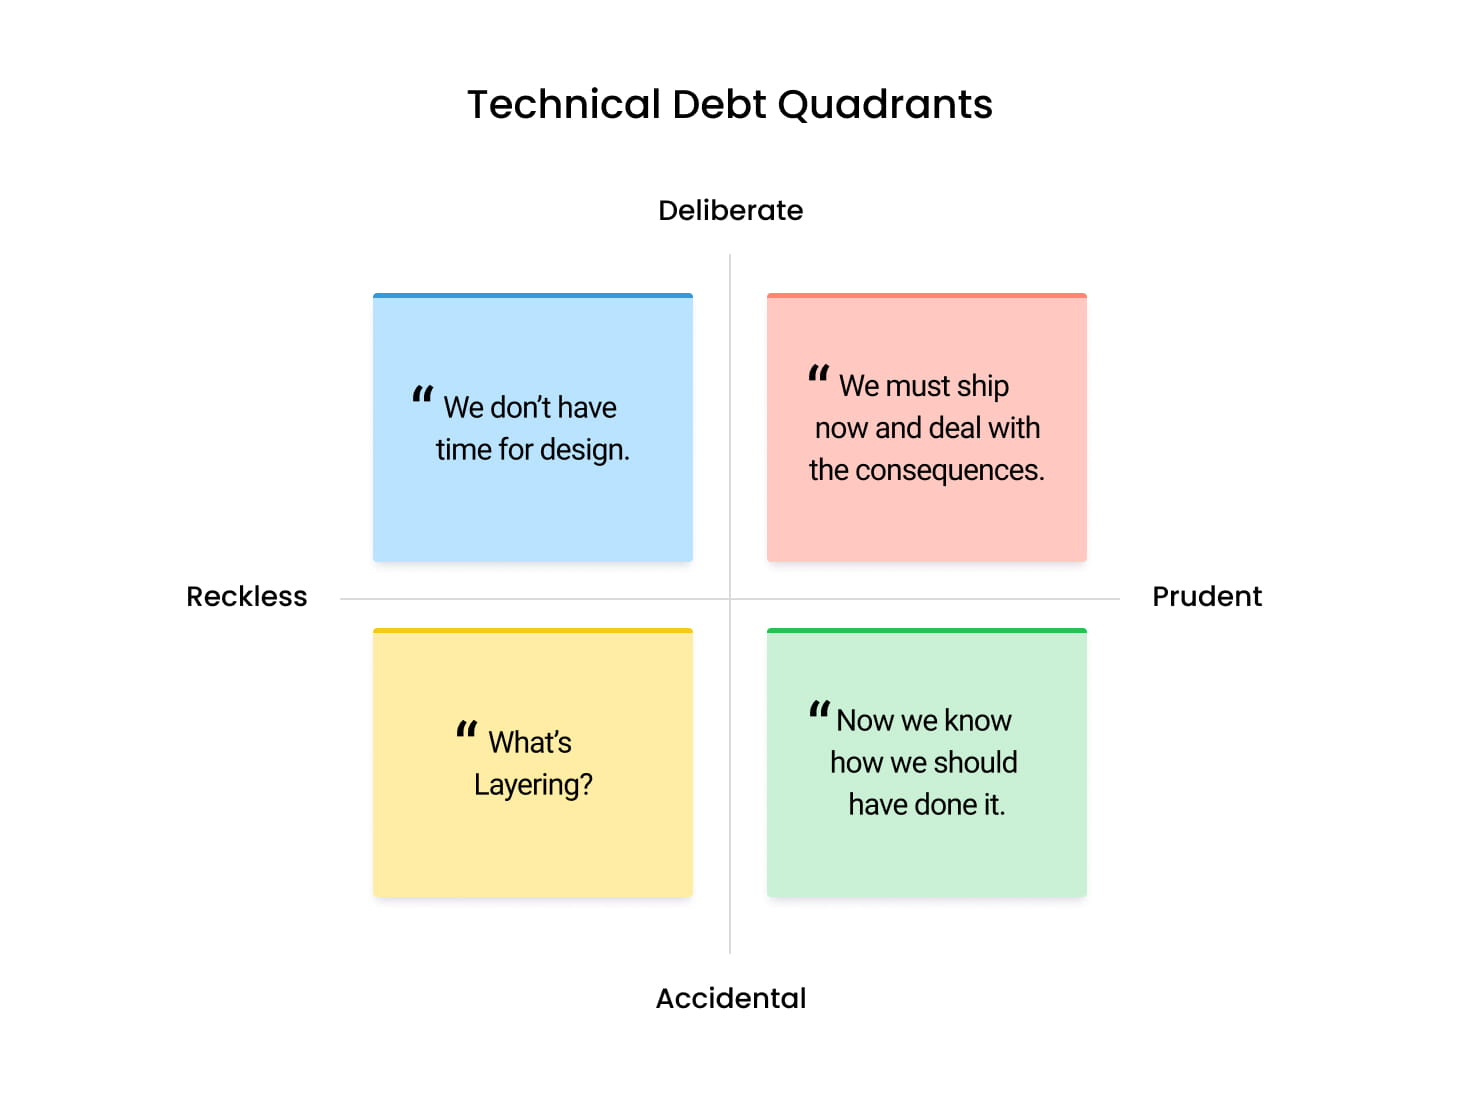 Technical Debt Quadrants
Deliberate
“ We don’t have
time for design.
“ We must ship
now and deal with
the consequences.
Reckless
Prudent
“ What’s
Layering?
“ Now we know
how we should
have done it.
Accidental